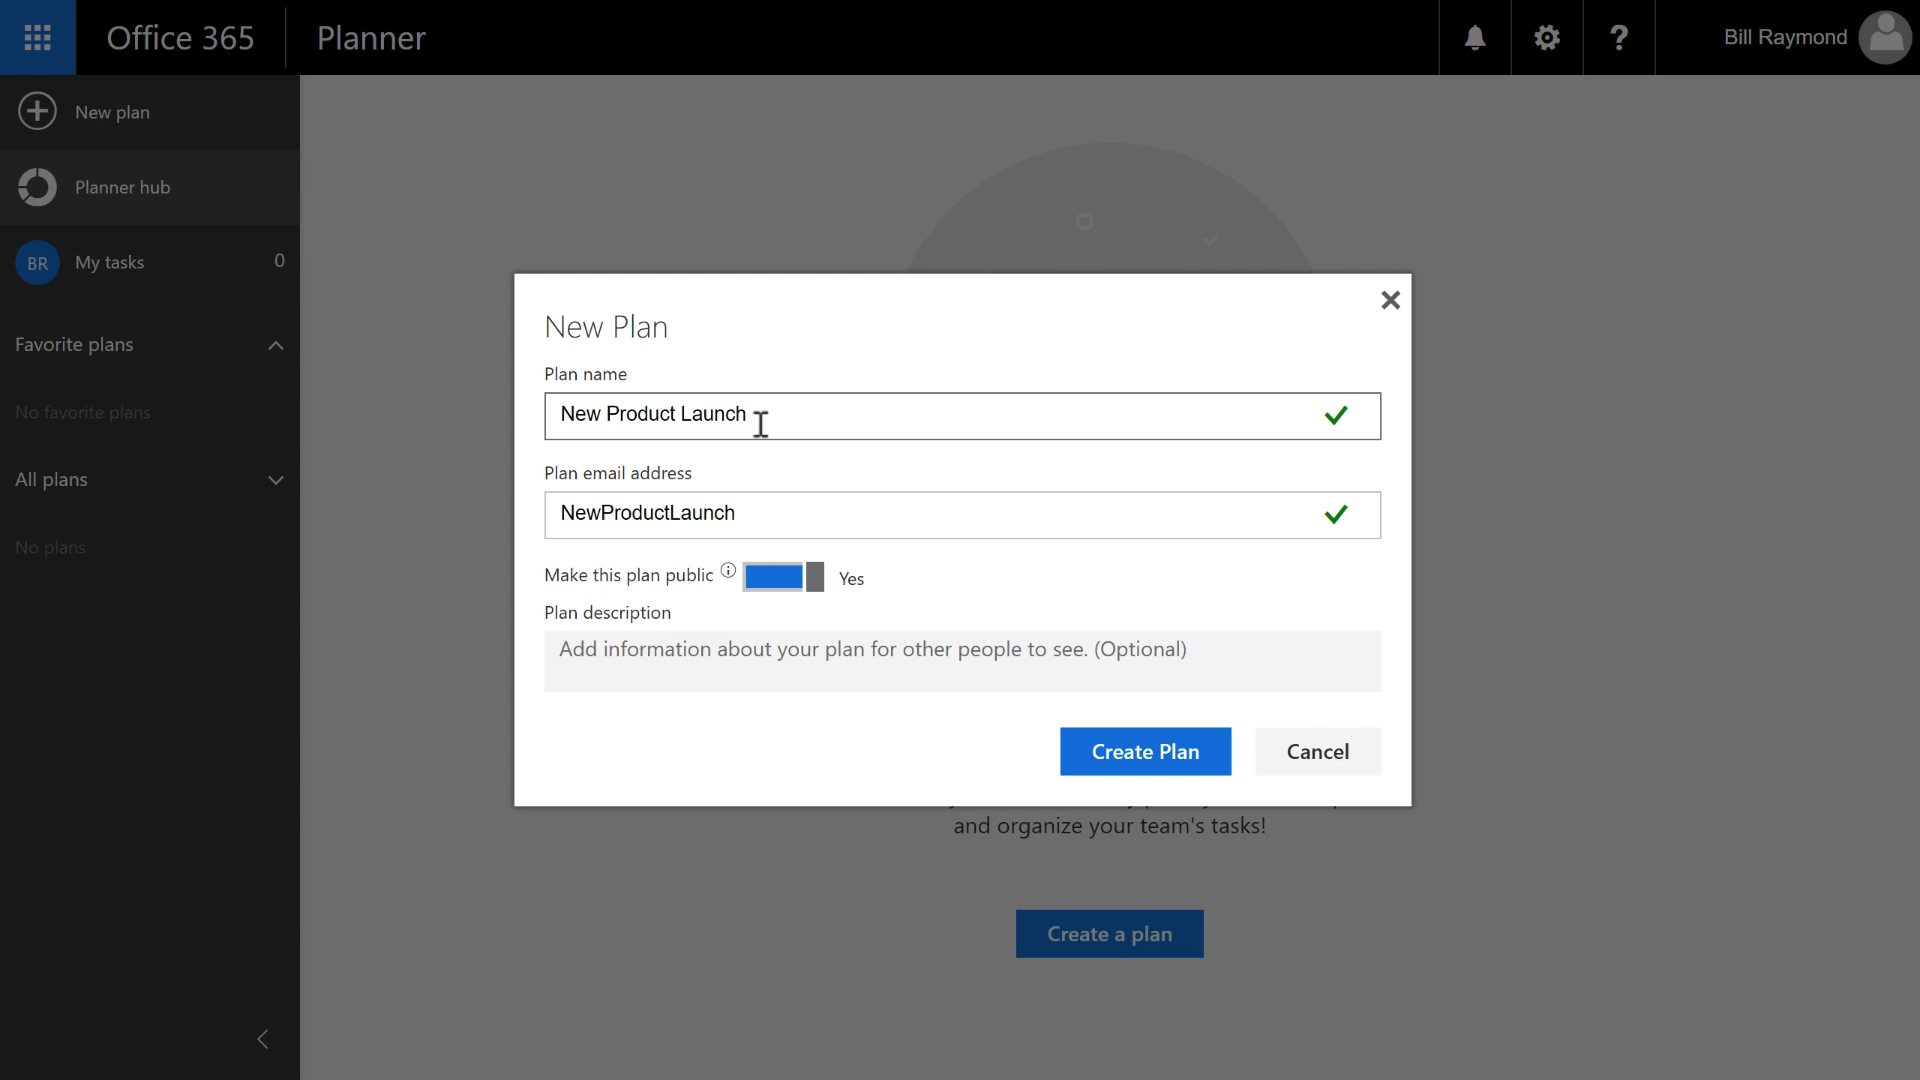 Office 365
Planner
?
Bill Raymond
New plan
Planner hub
BR
My tasks
0
Favorite plans
No favorite plans
All plans
No plans
New Plan
Plan name
New Product Launch
Plan email address
NewProductLaunch
Make this plan public
Yes
Plan description
Add information about your plan for other people to see. (Optional)
Create Plan
Cancel
and organize your team's tasks!
Create a plan